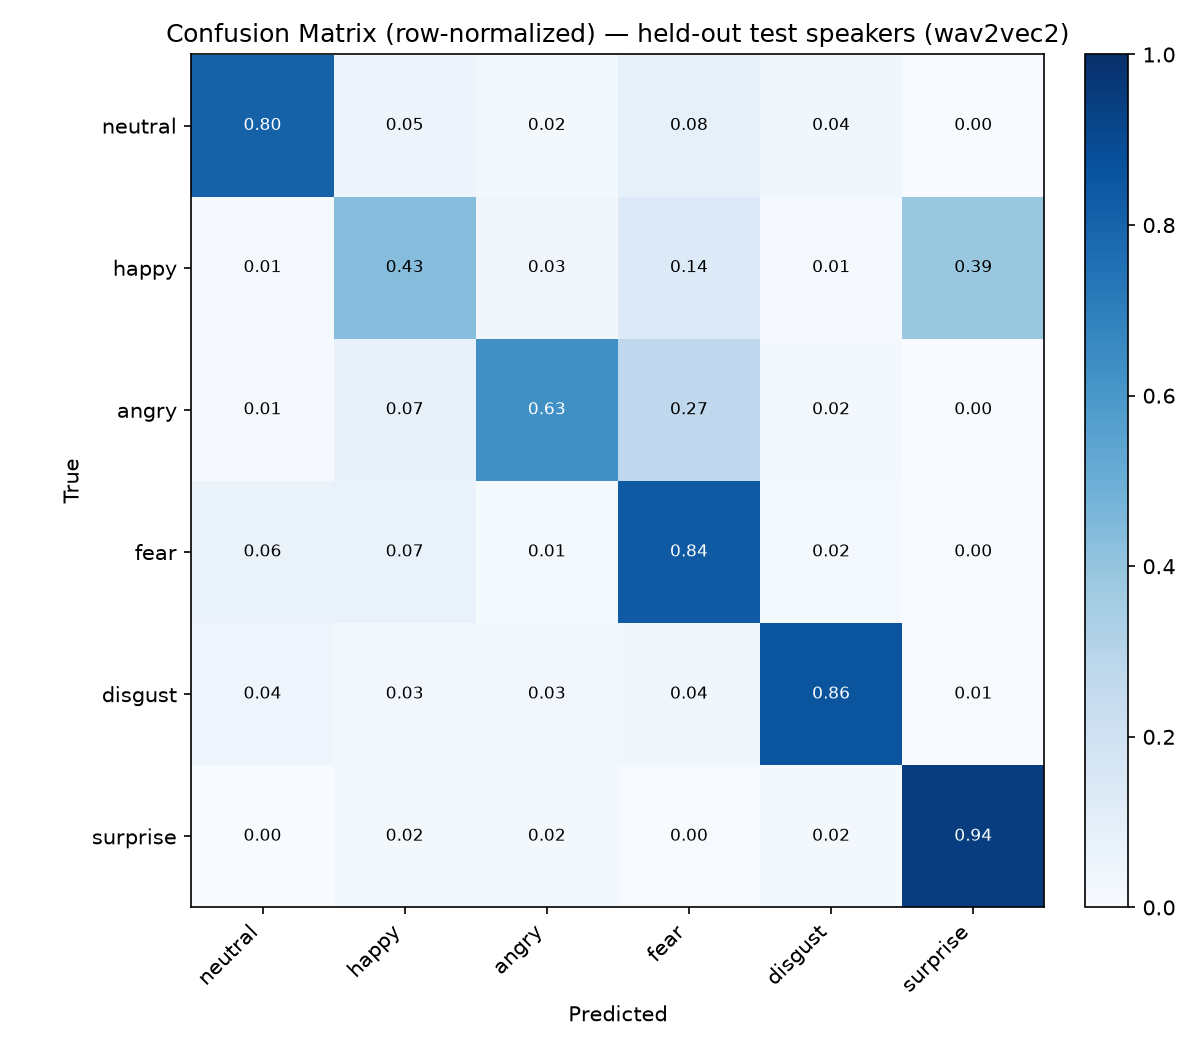 Confusion Matrix (row-normalized) — held-out test speakers (wav2vec2)
neutral 0.80 0.05 0.02 0.08 0.04 0.00
happy 0.01 0.43 0.03 0.14 0.01 0.39
angry 0.01 0.07 0.63 0.27 0.02 0.00
fear 0.06 0.07 0.01 0.84 0.02 0.00
disgust 0.04 0.03 0.03 0.04 0.86 0.01
surprise 0.00 0.02 0.02 0.00 0.02 0.94
True
neutral happy angry fear disgust surprise
Predicted
1.0
0.8
0.6
0.4
0.2
0.0